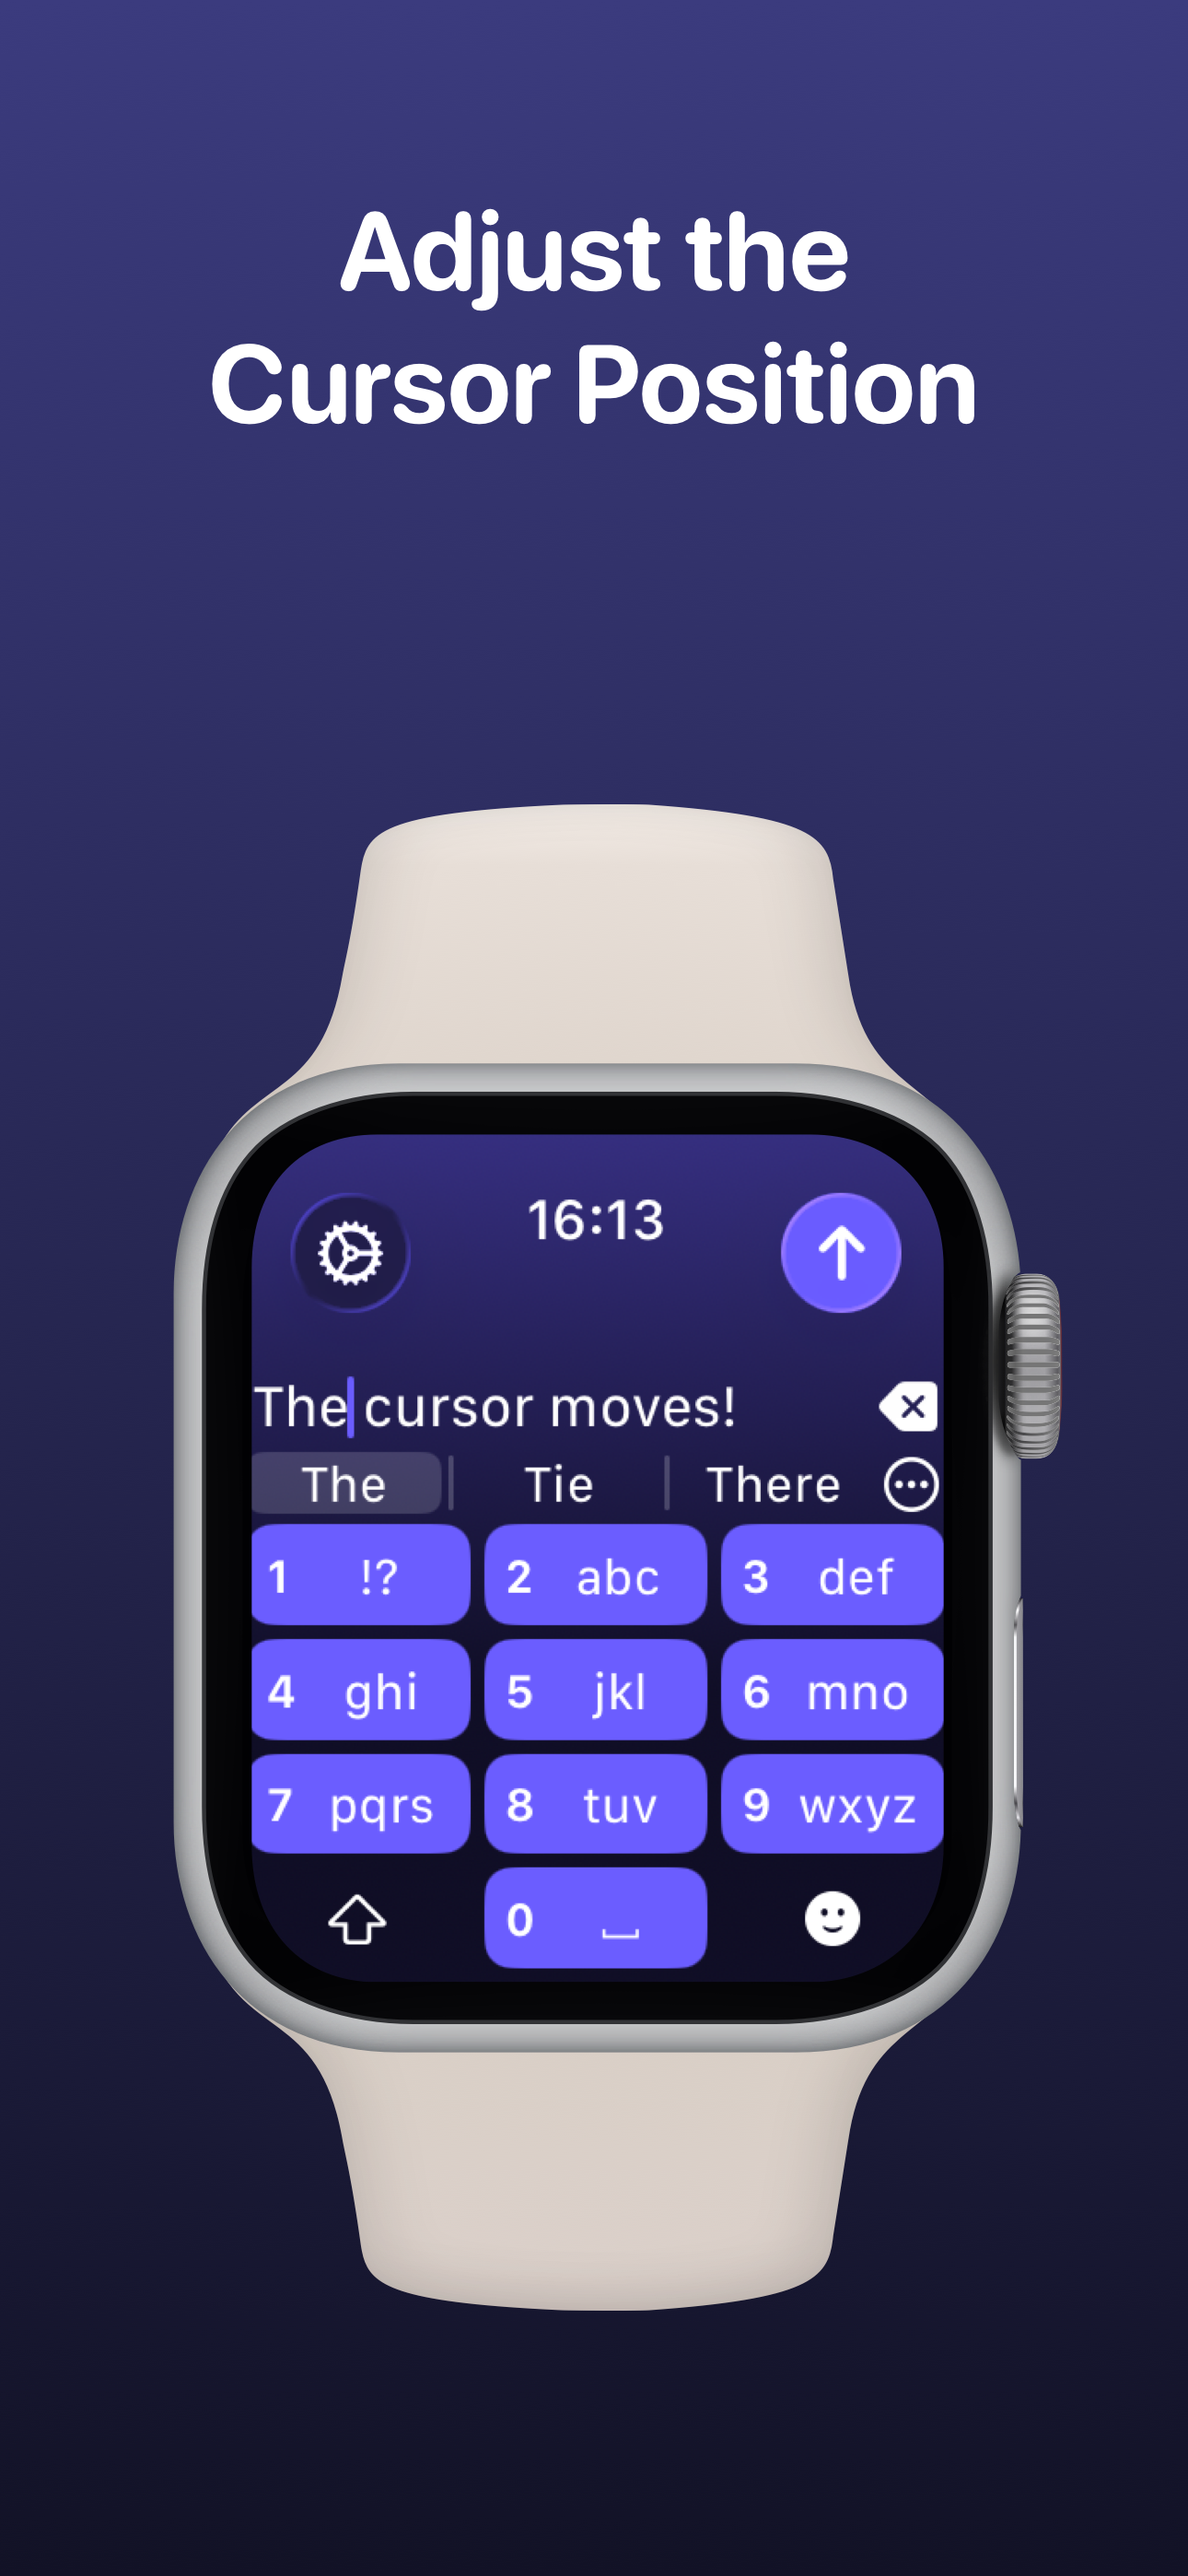 Adjust the
Cursor Position
16:13
The cursor moves!
The Tie There
1 !? 2 abc 3 def
4 ghi 5 jkl 6 mno
7 pqrs 8 tuv 9 wxyz
0